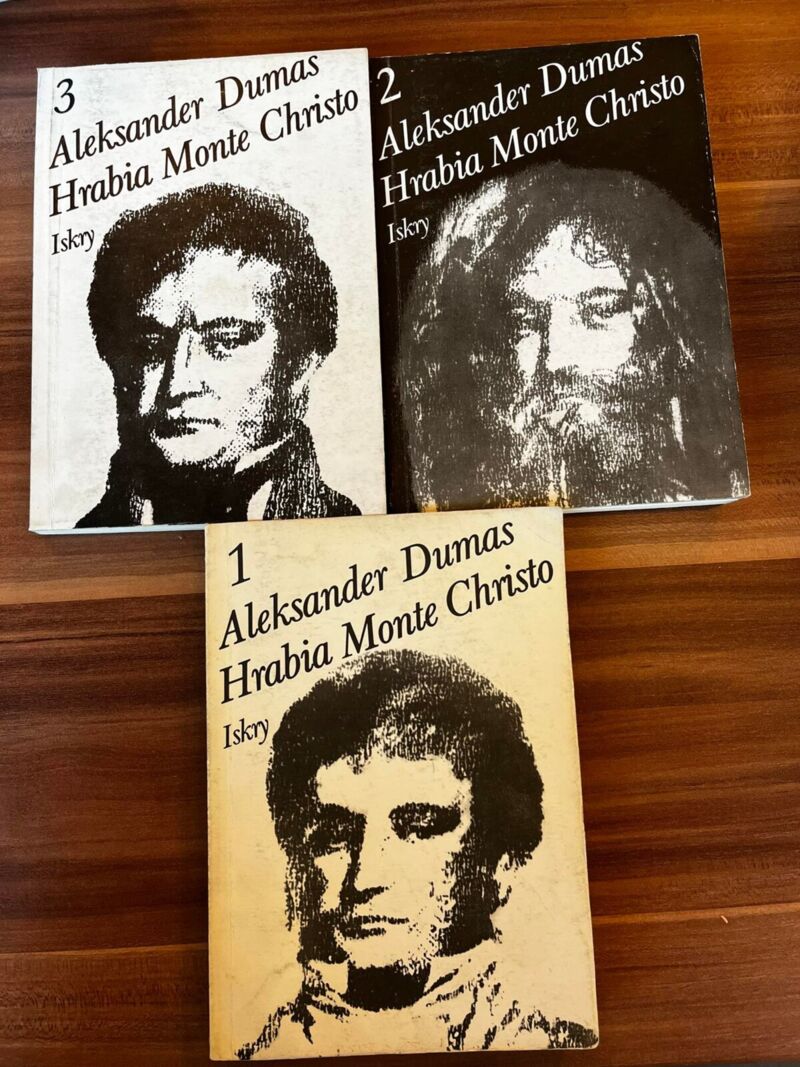 3
Aleksander Dumas
Hrabia Monte Christo
Iskry
2
Aleksander Dumas
Hrabia Monte Christo
Iskry
1
Aleksander Dumas
Hrabia Monte Christo
Iskry